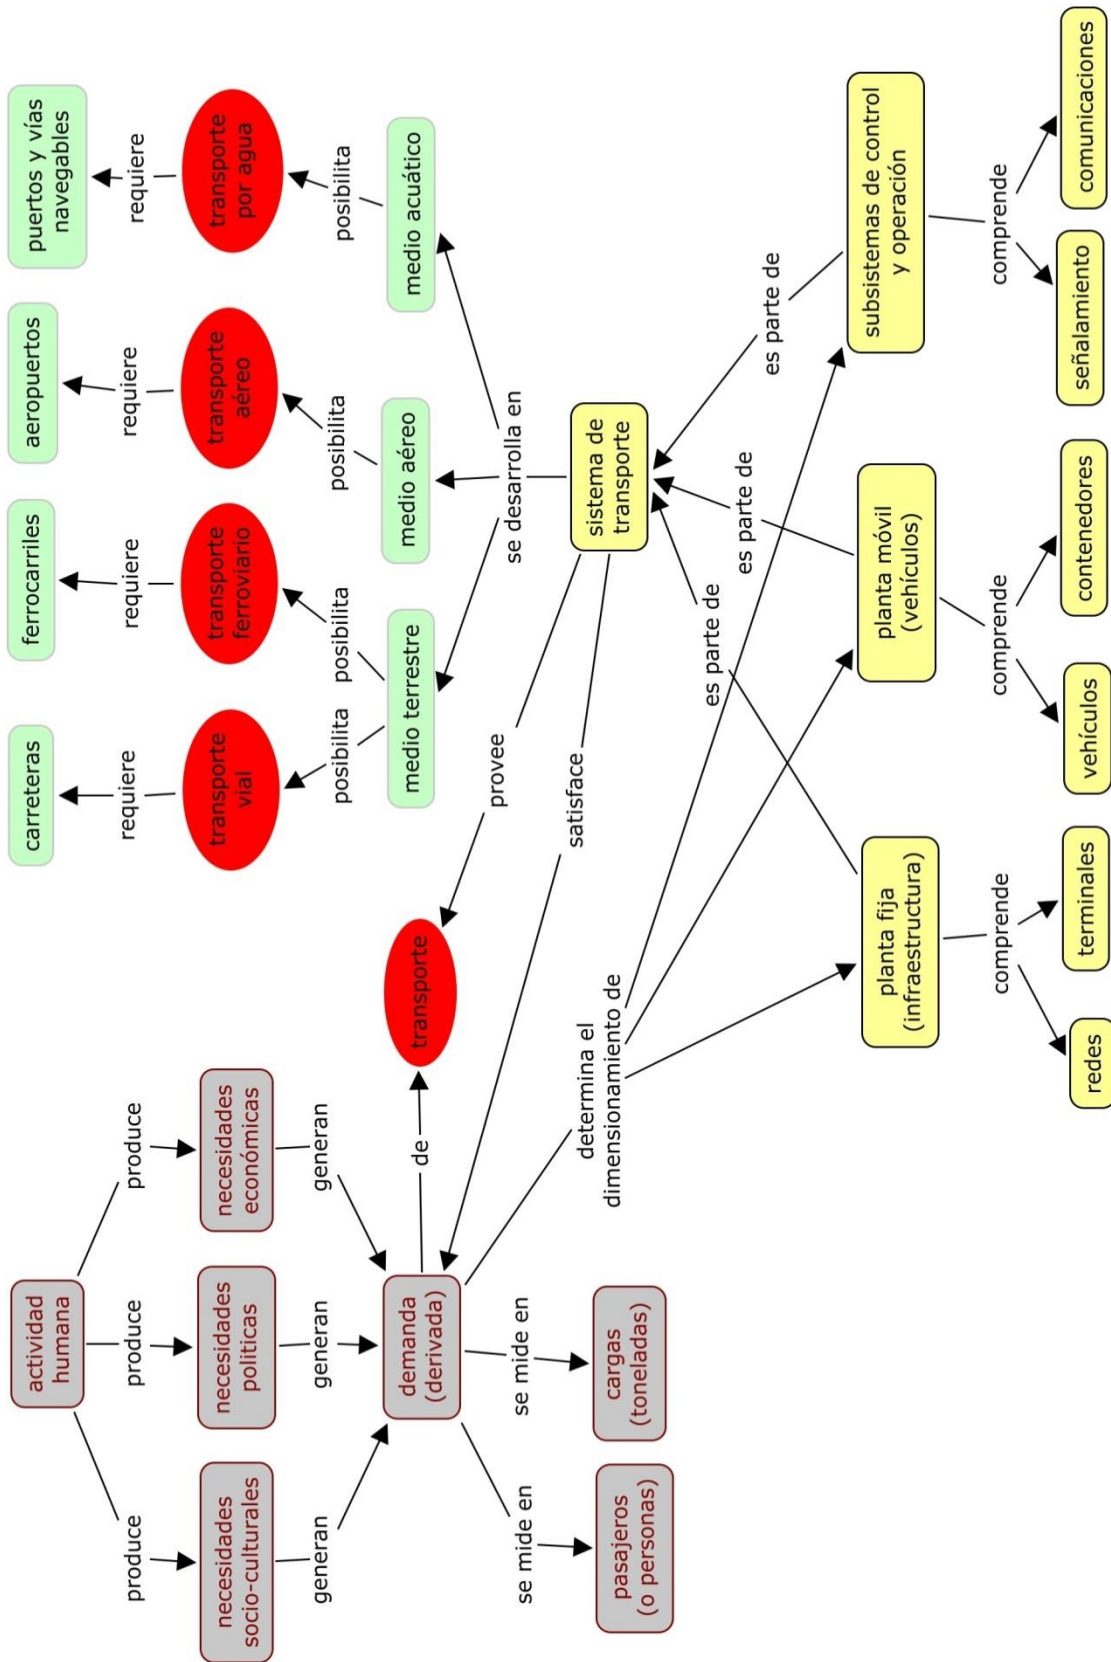 actividad
humana
produce
produce
produce
necesidades
socio-culturales
necesidades
politicas
necesidades
económicas
generan
generan
generan
demanda
(derivada)
de
transporte
se mide en
se mide en
pasajeros
(o personas)
cargas
(toneladas)
carreteras
ferrocarriles
aeropuertos
puertos y vías
navegables
requiere
requiere
requiere
requiere
transporte
vial
transporte
ferroviario
transporte
aéreo
transporte
por agua
posibilita
posibilita
posibilita
posibilita
medio terrestre
medio aéreo
medio acuático
se desarrolla en
provee
satisface
sistema de
transporte
determina el
dimensionamiento de
es parte de
es parte de
es parte de
planta fija
(infraestructura)
planta móvil
(vehículos)
subsistemas de control
y operación
comprende
comprende
comprende
redes
terminales
vehículos
contenedores
señalamiento
comunicaciones